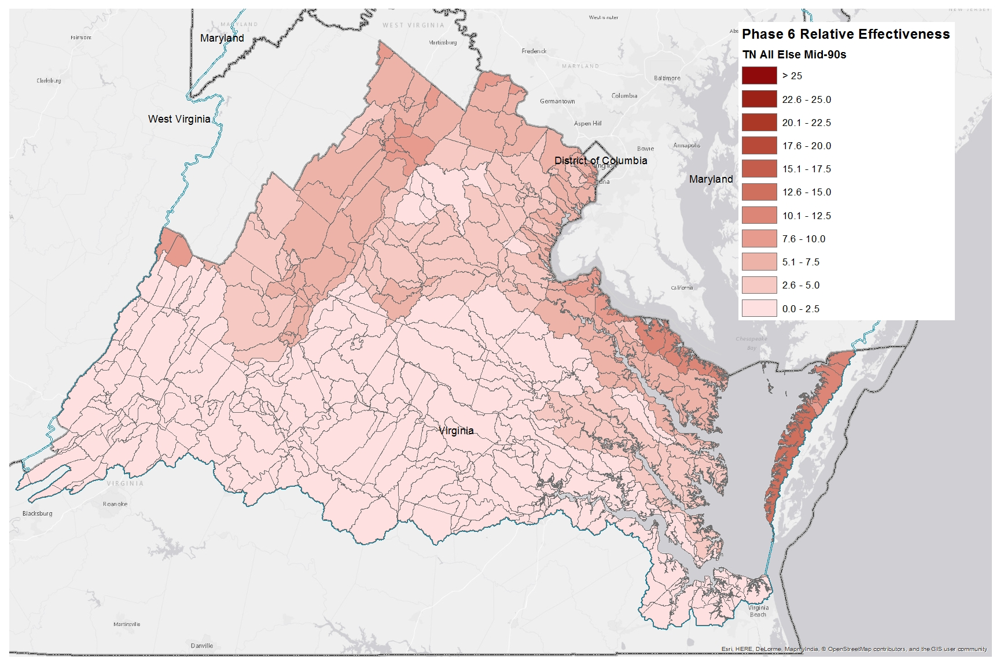 NEW JERSEY
Westminster
MARYLAND
WEST VIRGINIA
Phase 6 Relative Effectiveness
Maryland
Fairmont
Martinsburg
TN All Else Mid-90s
Frederick
MARYLAND
> 25
Clarksburg
Baltimore
Columbia
22.6 - 25.0
Germantown
West Virginia
Aspen Hill
20.1 - 22.5
Bowie
Annapolis
17.6 - 20.0
District of Columbia
15.1 - 17.5
Maryland
12.6 - 15.0
10.1 - 12.5
7.6 - 10.0
5.1 - 7.5
California
2.6 - 5.0
0.0 - 2.5
Chesapeake
Bay
Virginia
VIRGINIA
Roanoke
Blacksburg
Virginia
Beach
Martinsville
Danville
Esri, HERE, DeLorme, MapmyIndia, © OpenStreetMap contributors, and the GIS user community